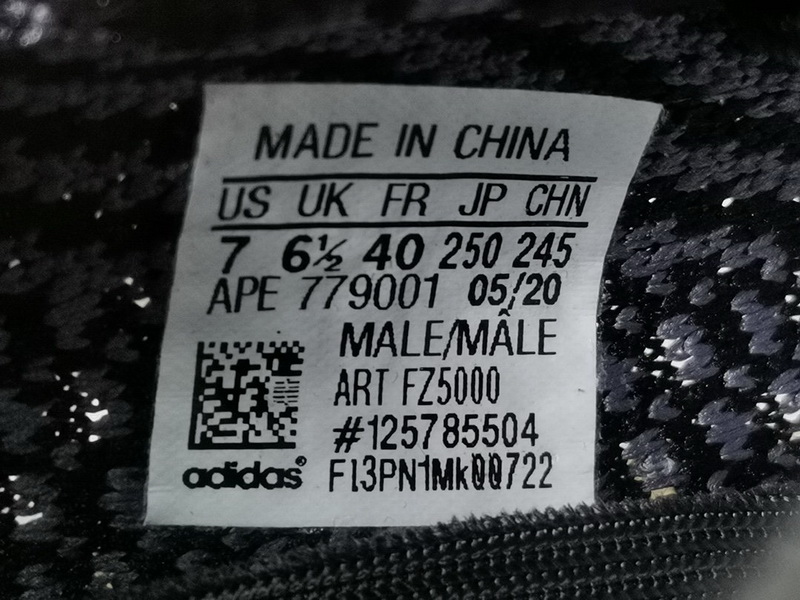 MADE IN CHINA
US UK FR JP CHN
7 6½ 40 250 245
APE 779001 05/20
MALE/MÂLE
ART FZ5000
#125785504
adidas® Fl3PN1Mk00722